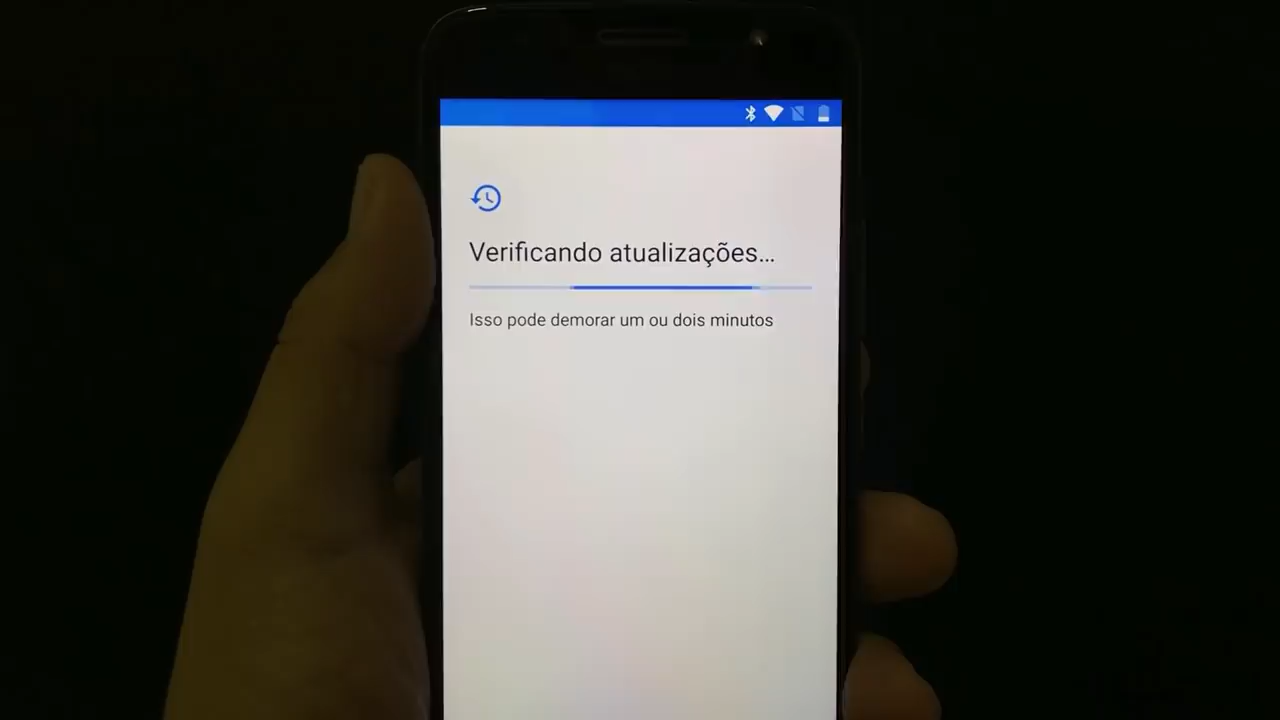 Verificando atualizações...
Isso pode demorar um ou dois minutos